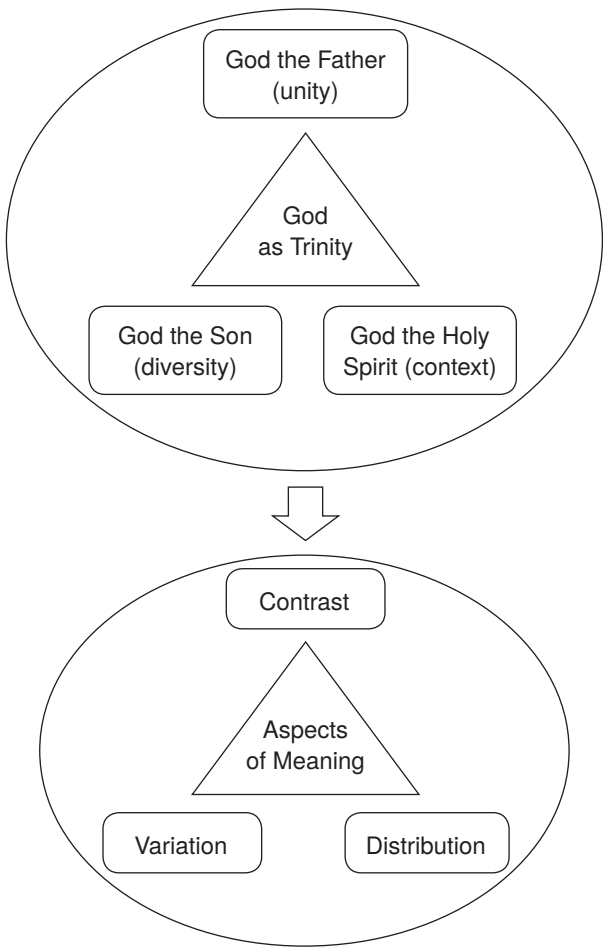 God the Father
(unity)
God
as Trinity
God the Son
(diversity)
God the Holy
Spirit (context)
Contrast
Aspects
of Meaning
Variation
Distribution